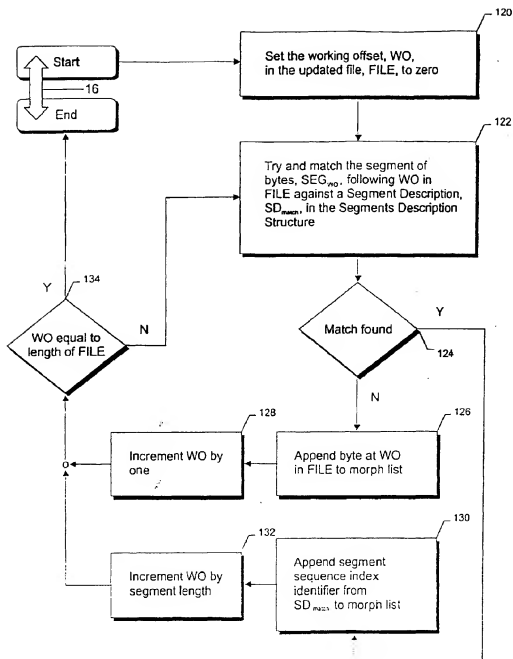 120
Start
Set the working offset, WO,
in the updated file, FILE, to zero
16
End
122
Try and match the segment of
bytes, SEGWO, following WO in
FILE against a Segment Description,
SDmatch, in the Segments Description
Structure
134
Y
N
WO equal to
length of FILE
Match found
Y
124
N
128
126
Increment WO by
one
Append byte at WO
in FILE to morph list
o
132
130
Increment WO by
segment length
Append segment
sequence index
identifier from
SDmatch to morph list